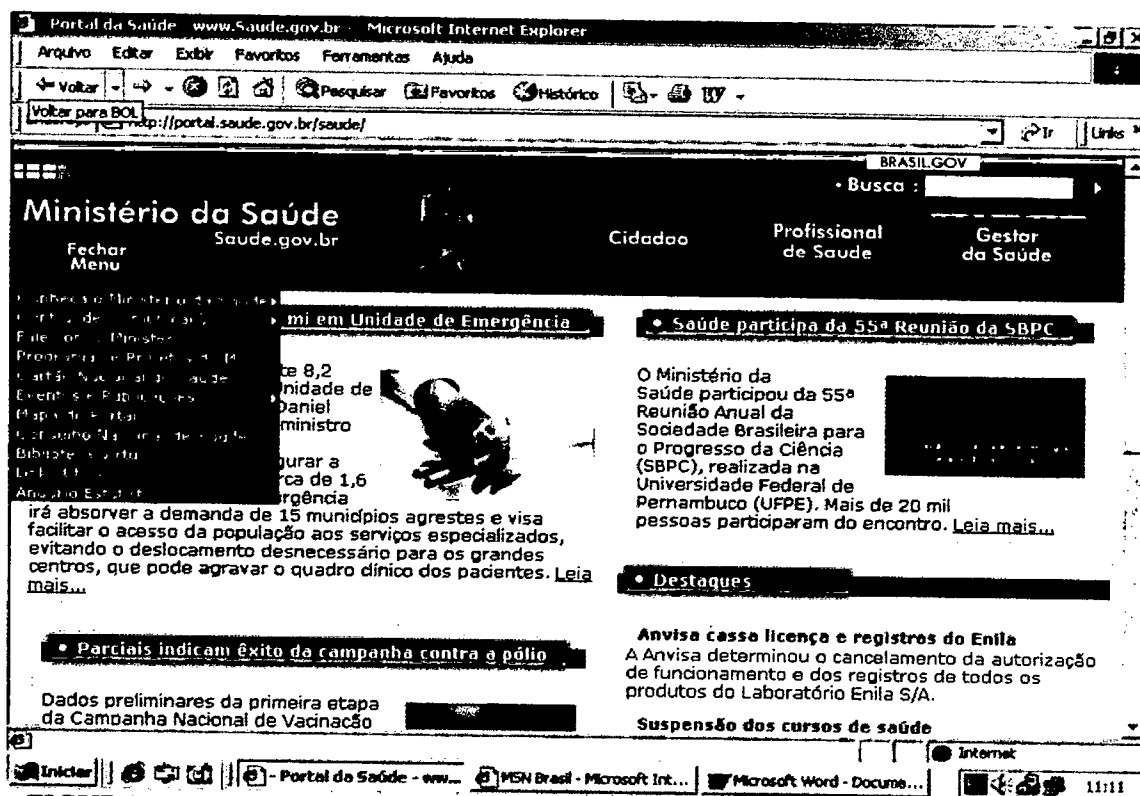 Portal da Saúde www.Saude.gov.br - Microsoft Internet Explorer
Arquivo Editar Exibir Favoritos Ferramentas Ajuda
Voltar Pesquisar Favoritos Histórico
Voltar para BOL
http://portal.saude.gov.br/saude/ Ir Links
BRASIL.GOV
• Busca :
Ministério da Saúde
Saude.gov.br
Fechar
Menu
Cidadao
Profissional
de Saude
Gestor
da Saúde
Conheça o Ministério da Saúde
Mapa do Portal
mi em Unidade de Emergência
te 8,2
Unidade de
Daniel
ministro
gurar a
rca de 1,6
rgência
irá absorver a demanda de 15 municípios agrestes e visa
facilitar o acesso da população aos serviços especializados,
evitando o deslocamento desnecessário para os grandes
centros, que pode agravar o quadro clínico dos pacientes. Leia
mais...
• Parciais indicam êxito da campanha contra a pólio
Dados preliminares da primeira etapa
da Campanha Nacional de Vacinação
• Saúde participa da 55ª Reunião da SBPC
O Ministério da
Saúde participou da 55ª
Reunião Anual da
Sociedade Brasileira para
o Progresso da Ciência
(SBPC), realizada na
Universidade Federal de
Pernambuco (UFPE). Mais de 20 mil
pessoas participaram do encontro. Leia mais...
• Destaques
Anvisa cassa licença e registros do Enila
A Anvisa determinou o cancelamento da autorização
de funcionamento e dos registros de todos os
produtos do Laboratório Enila S/A.
Suspensão dos cursos de saúde
Internet
Iniciar - Portal da Saúde - ww... MSN Brasil - Microsoft Int... Microsoft Word - Docume... 11:11